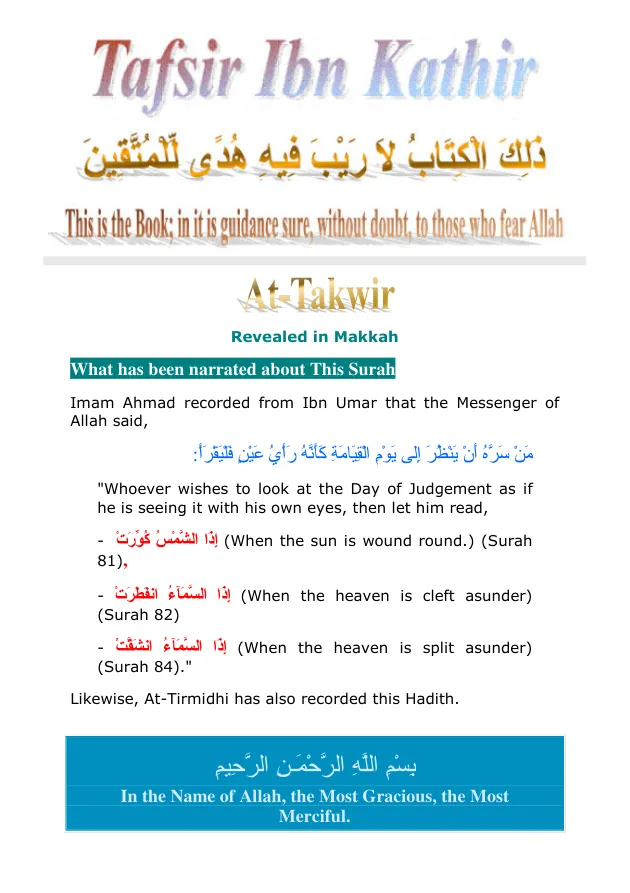 Tafsir Ibn Kathir
ذَلِكَ الْكِتَابُ لاَ رَيْبَ فِيهِ هُدًى لِّلْمُتَّقِينَ
This is the Book; in it is guidance sure, without doubt, to those who fear Allah
At-Takwir
Revealed in Makkah
What has been narrated about This Surah
Imam Ahmad recorded from Ibn Umar that the Messenger of
Allah said,
مَنْ سَرَّهُ أَنْ يَنْظُرَ إِلى يَوْمِ الْقِيَامَةِ كَأَنَّهُ رَأْيُ عَيْنٍ فَلْيَقْرَأْ:
"Whoever wishes to look at the Day of Judgement as if
he is seeing it with his own eyes, then let him read,
- إِذَا الشَّمْسُ كُوِّرَتْ (When the sun is wound round.) (Surah
81),
- إِذَا السَّمَآءُ انفَطَرَتْ (When the heaven is cleft asunder)
(Surah 82)
- إِذَا السَّمَآءُ انشَقَّتْ (When the heaven is split asunder)
(Surah 84)."
Likewise, At-Tirmidhi has also recorded this Hadith.
بِسْمِ اللَّهِ الرَّحْمَـنِ الرَّحِيمِ
In the Name of Allah, the Most Gracious, the Most
Merciful.